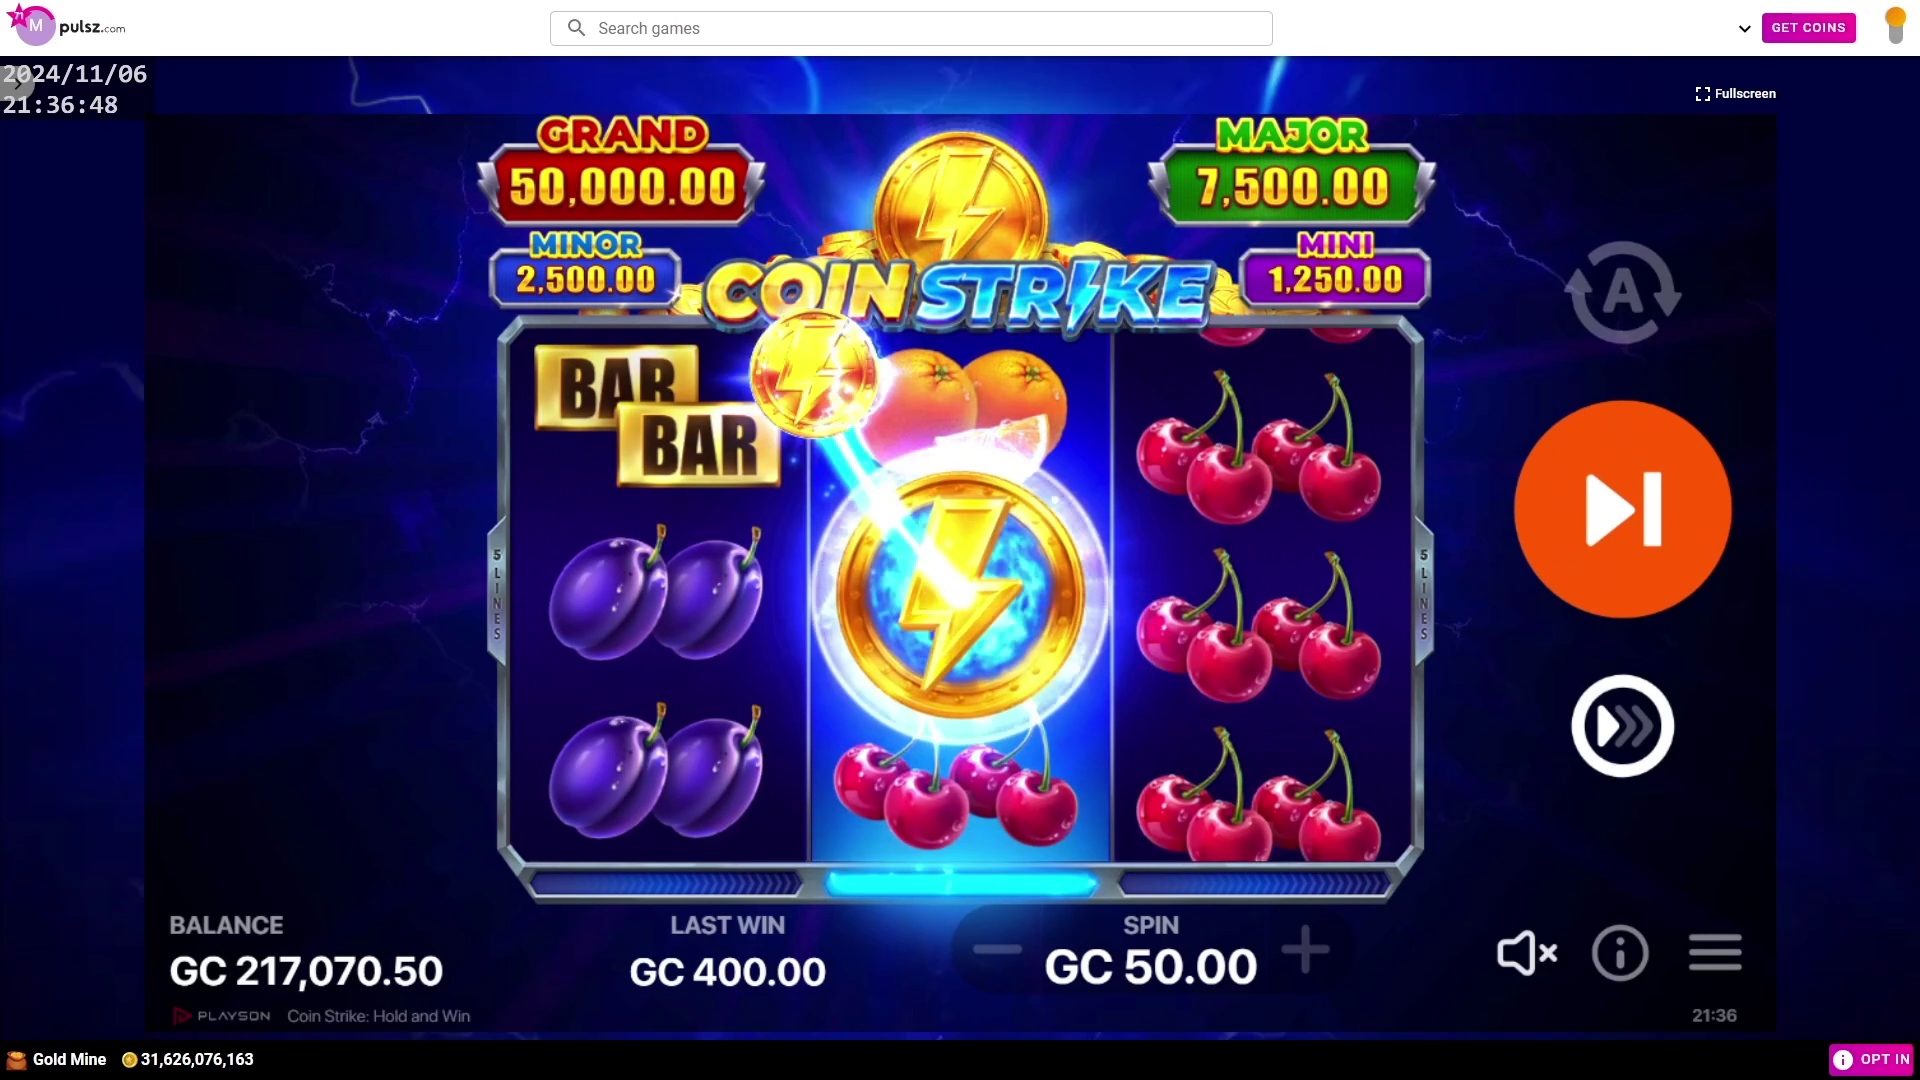 71
M
pulsz.com
Search games
GET COINS
2024/11/06
21:36:48
Fullscreen
GRAND
50,000.00
MAJOR
7,500.00
MINOR
2,500.00
MINI
1,250.00
COIN STRIKE
A
BAR
BAR
5 LINES
5 LINES
BALANCE
GC 217,070.50
LAST WIN
GC 400.00
SPIN
GC 50.00
PLAYSON
Coin Strike: Hold and Win
21:36
Gold Mine
31,626,076,163
OPT IN